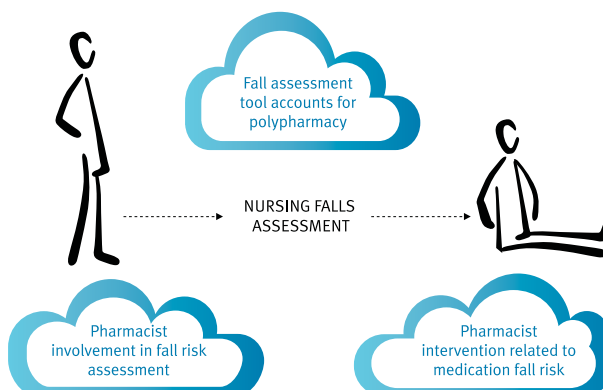 Fall assessment
tool accounts for
polypharmacy
NURSING FALLS
ASSESSMENT
Pharmacist
involvement in fall risk
assessment
Pharmacist
intervention related to
medication fall risk